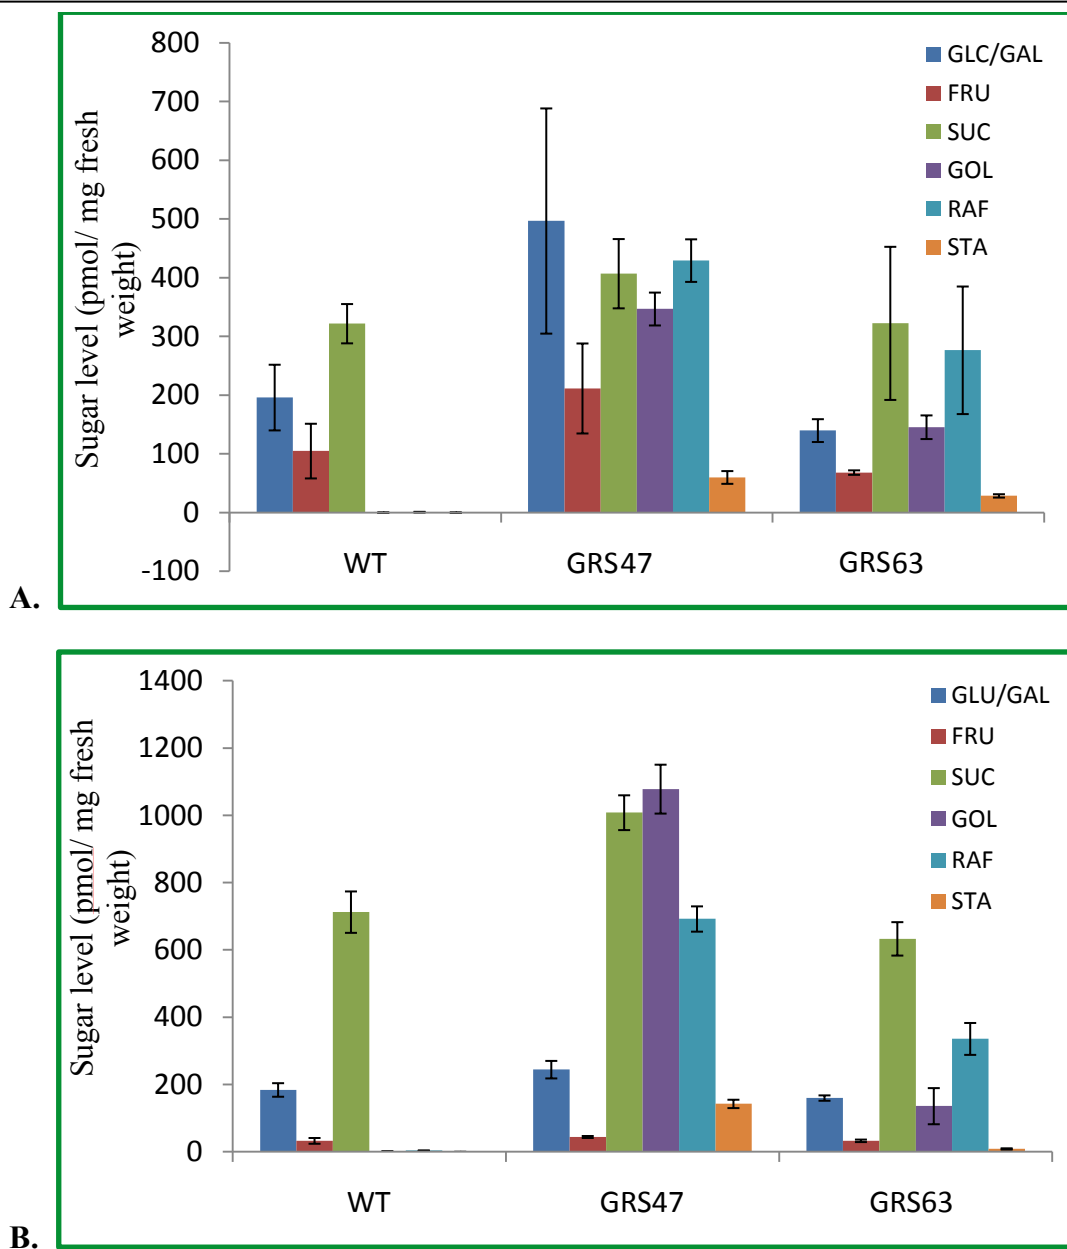 800
700
600
500
400
300
200
100
0
-100
Sugar level (pmol/ mg fresh
weight)
GLC/GAL
FRU
SUC
GOL
RAF
STA
WT
GRS47
GRS63
A.
1400
1200
1000
800
600
400
200
0
Sugar level (pmol/ mg fresh
weight)
GLU/GAL
FRU
SUC
GOL
RAF
STA
WT
GRS47
GRS63
B.